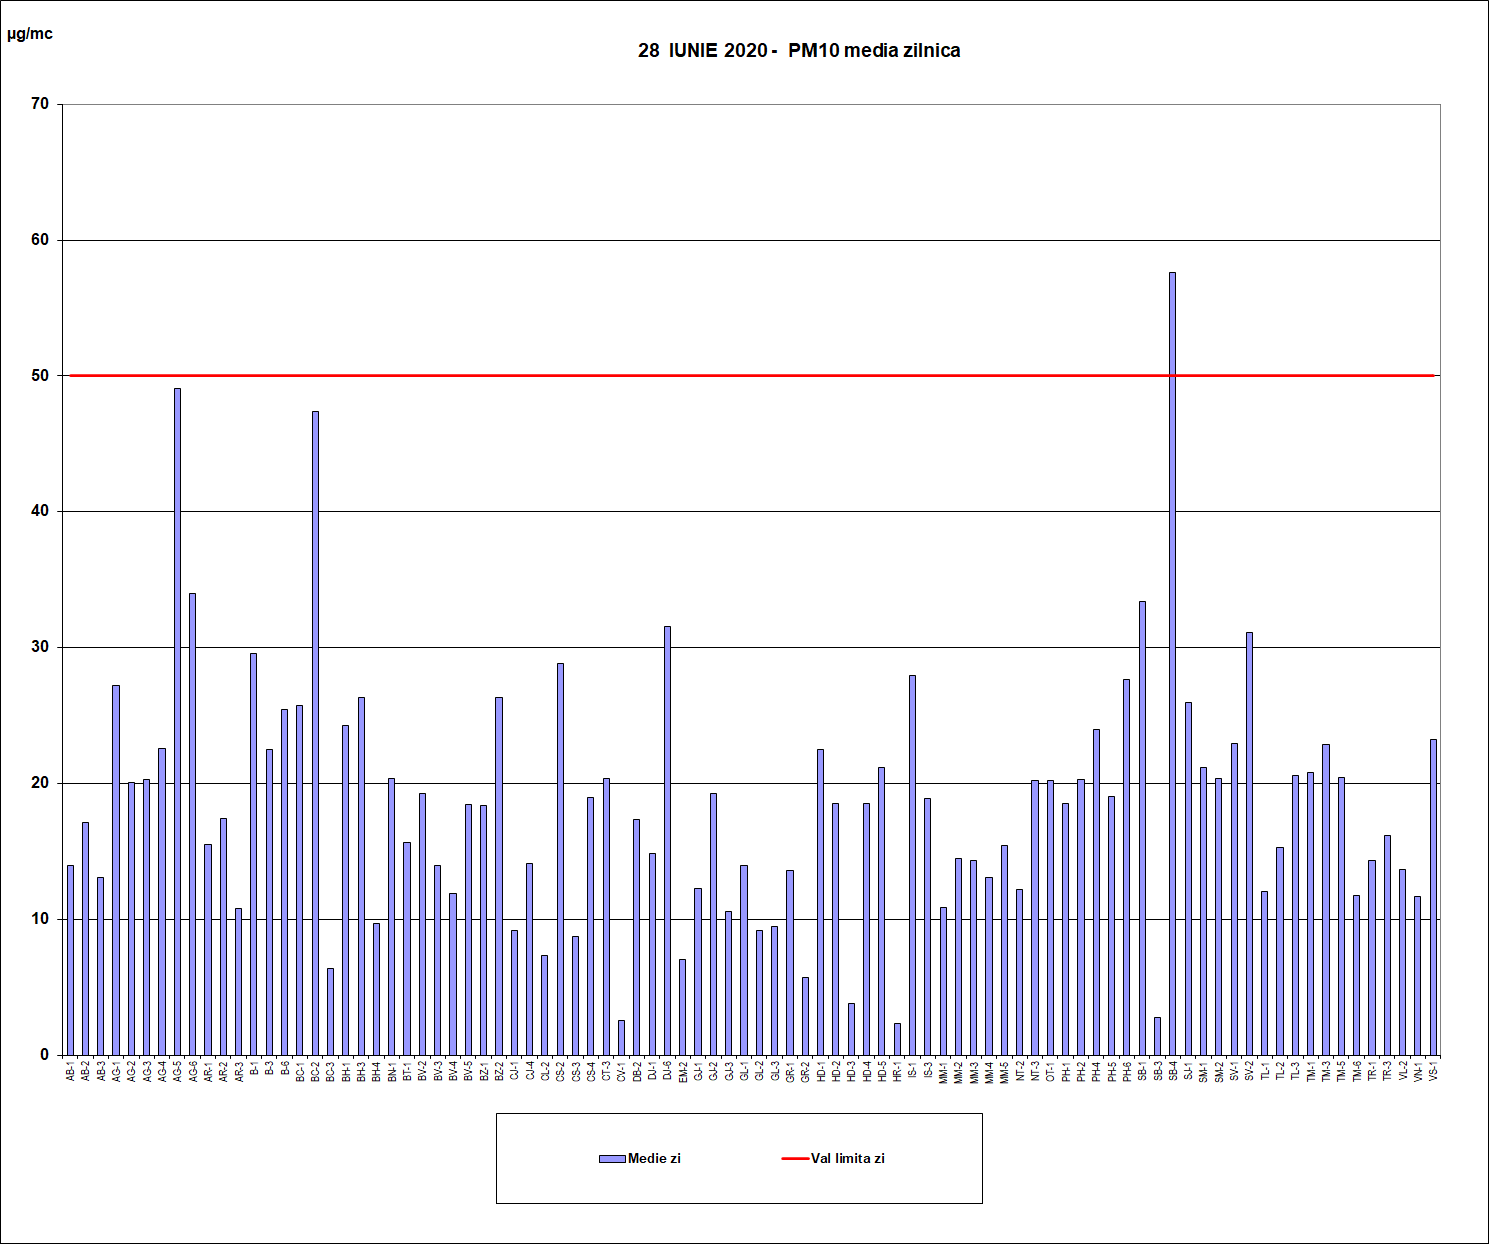 µg/mc
28 IUNIE 2020 - PM10 media zilnica
70
60
50
40
30
20
10
0
AB-1 AB-2 AB-3 AG-1 AG-2 AG-3 AG-4 AG-5 AG-6 AR-1 AR-2 AR-3 B-1 B-3 B-6 BC-1 BC-2 BC-3 BH-1 BH-3 BH-4 BN-1 BT-1 BV-2 BV-3 BV-4 BV-5 BZ-1 BZ-2 CJ-1 CJ-4 CL-2 CS-2 CS-3 CS-4 CT-3 CV-1 DB-2 DJ-1 DJ-6 EM-2 GJ-1 GJ-2 GJ-3 GL-1 GL-2 GL-3 GR-1 GR-2 HD-1 HD-2 HD-3 HD-4 HD-5 HR-1 IS-1 IS-3 MM-1 MM-2 MM-3 MM-4 MM-5 NT-2 NT-3 OT-1 PH-1 PH-2 PH-4 PH-5 PH-6 SB-1 SB-3 SB-4 SJ-1 SM-1 SM-2 SV-1 SV-2 TL-1 TL-2 TL-3 TM-1 TM-3 TM-5 TM-6 TR-1 TR-3 VL-2 VN-1 VS-1
Medie zi Val limita zi